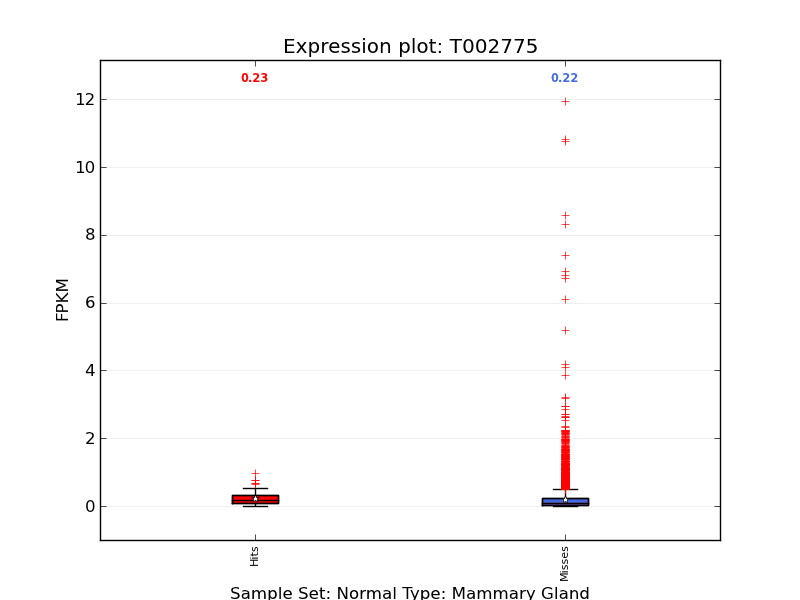 Expression plot: T002775
0.23
0.22
12
10
8
6
4
2
0
FPKM
Hits
Misses
Sample Set: Normal Type: Mammary Gland